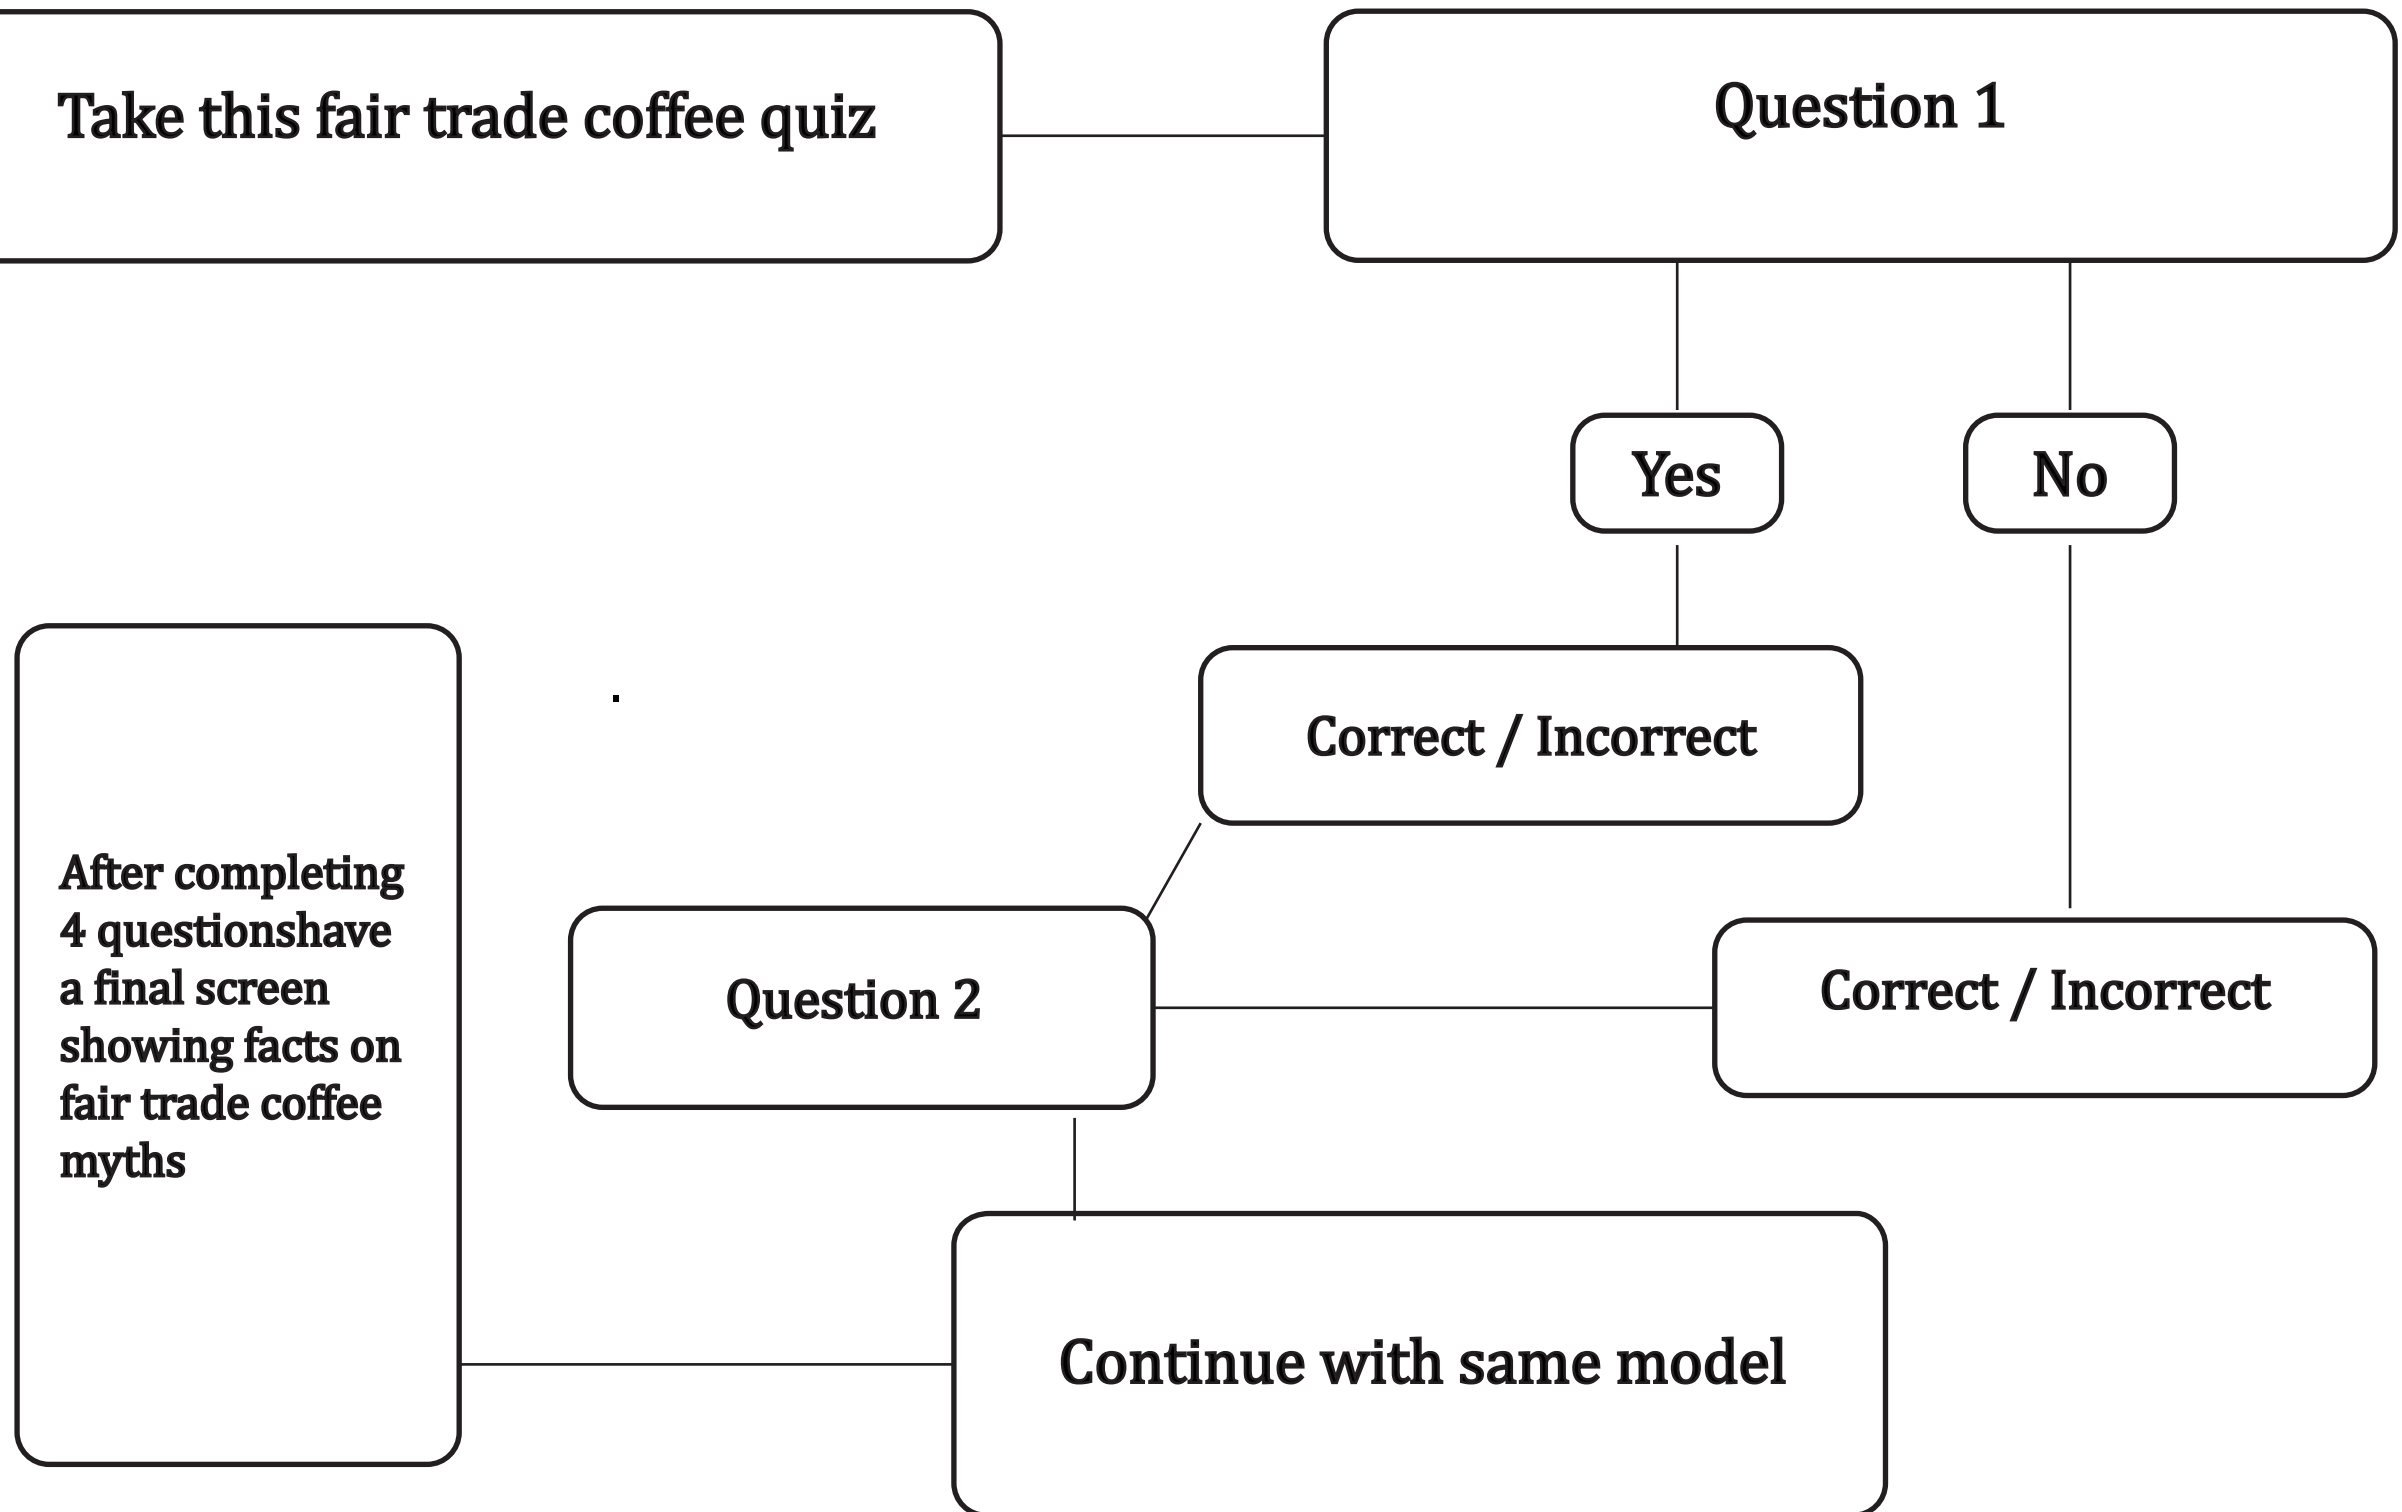 Take this fair trade coffee quiz
Question 1
Yes
No
Correct / Incorrect
Correct / Incorrect
Question 2
After completing
4 questionshave
a final screen
showing facts on
fair trade coffee
myths
Continue with same model